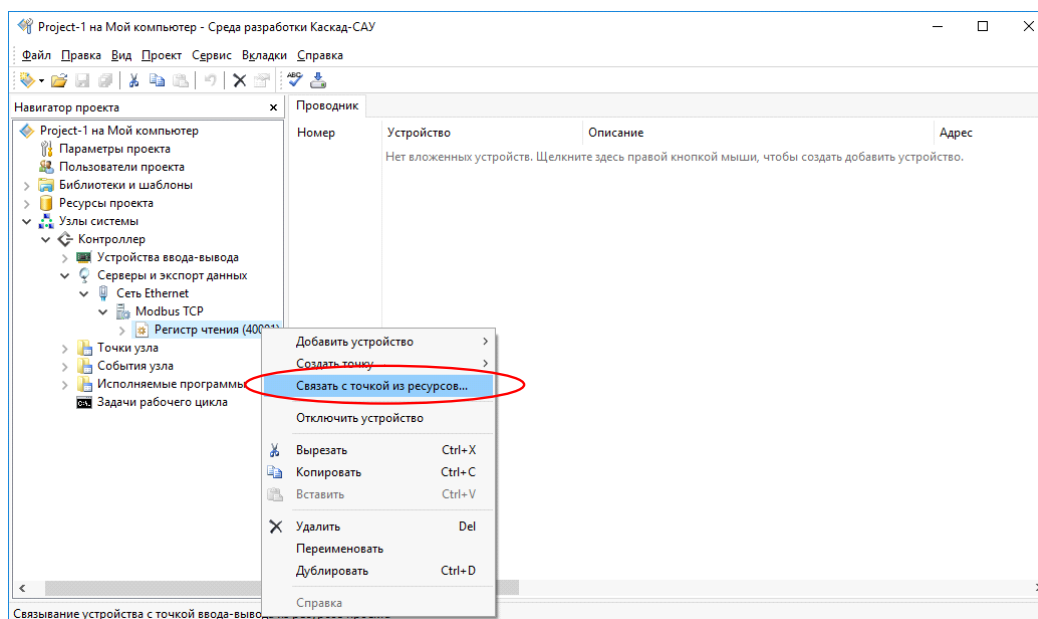 Project-1 на Мой компьютер - Среда разработки Каскад-САУ
Файл Правка Вид Проект Сервис Вкладки Справка
Навигатор проекта
Проводник
Project-1 на Мой компьютер
Параметры проекта
Пользователи проекта
Библиотеки и шаблоны
Ресурсы проекта
Узлы системы
Контроллер
Устройства ввода-вывода
Серверы и экспорт данных
Сеть Ethernet
Modbus TCP
Регистр чтения (40001)
Точки узла
События узла
Исполняемые программы
Задачи рабочего цикла
Номер Устройство Описание Адрес
Нет вложенных устройств. Щелкните здесь правой кнопкой мыши, чтобы создать добавить устройство.
Добавить устройство
Создать точку
Связать с точкой из ресурсов...
Отключить устройство
Вырезать Ctrl+X
Копировать Ctrl+C
Вставить Ctrl+V
Удалить Del
Переименовать
Дублировать Ctrl+D
Справка
Связывание устройства с точкой ввода-вывода